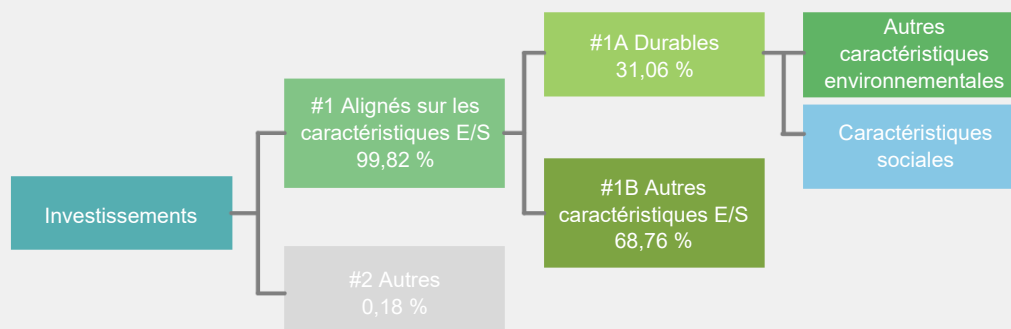 Investissements
#1 Alignés sur les
caractéristiques E/S
99,82 %
#2 Autres
0,18 %
#1A Durables
31,06 %
#1B Autres
caractéristiques E/S
68,76 %
Autres
caractéristiques
environnementales
Caractéristiques
sociales